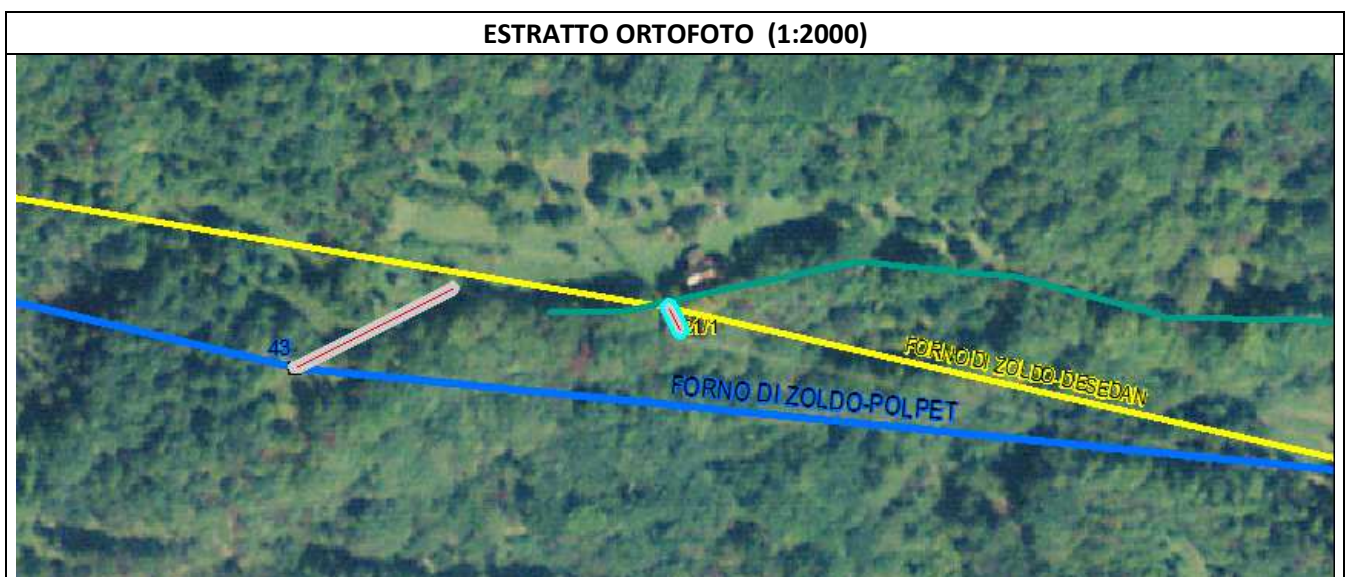 ESTRATTO ORTOFOTO (1:2000)
43
FORNO DI ZOLDO-DESEDAN
FORNO DI ZOLDO-POLPET